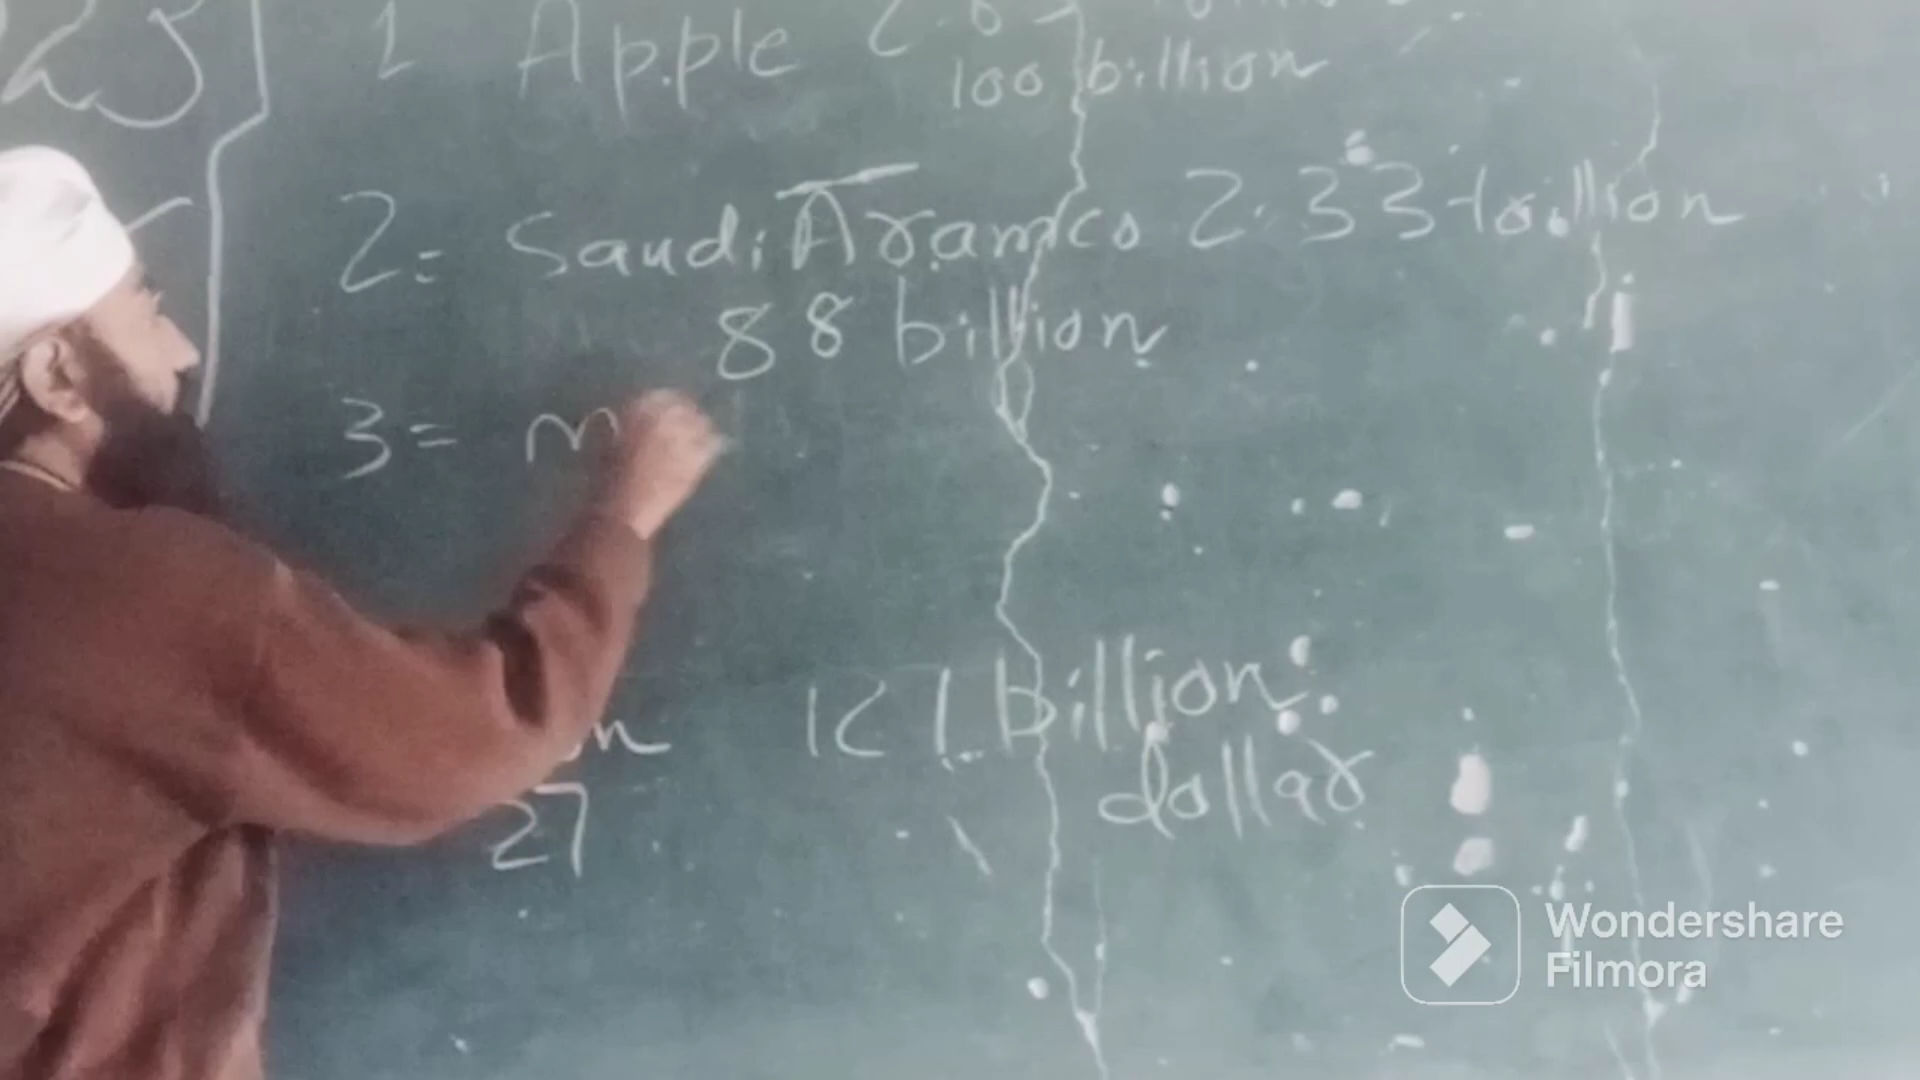 1 Apple
100 billion
2= Saudi Aramco 2.33 trillion
88 billion
3= m
121 billion.
27
dollar
Wondershare
Filmora